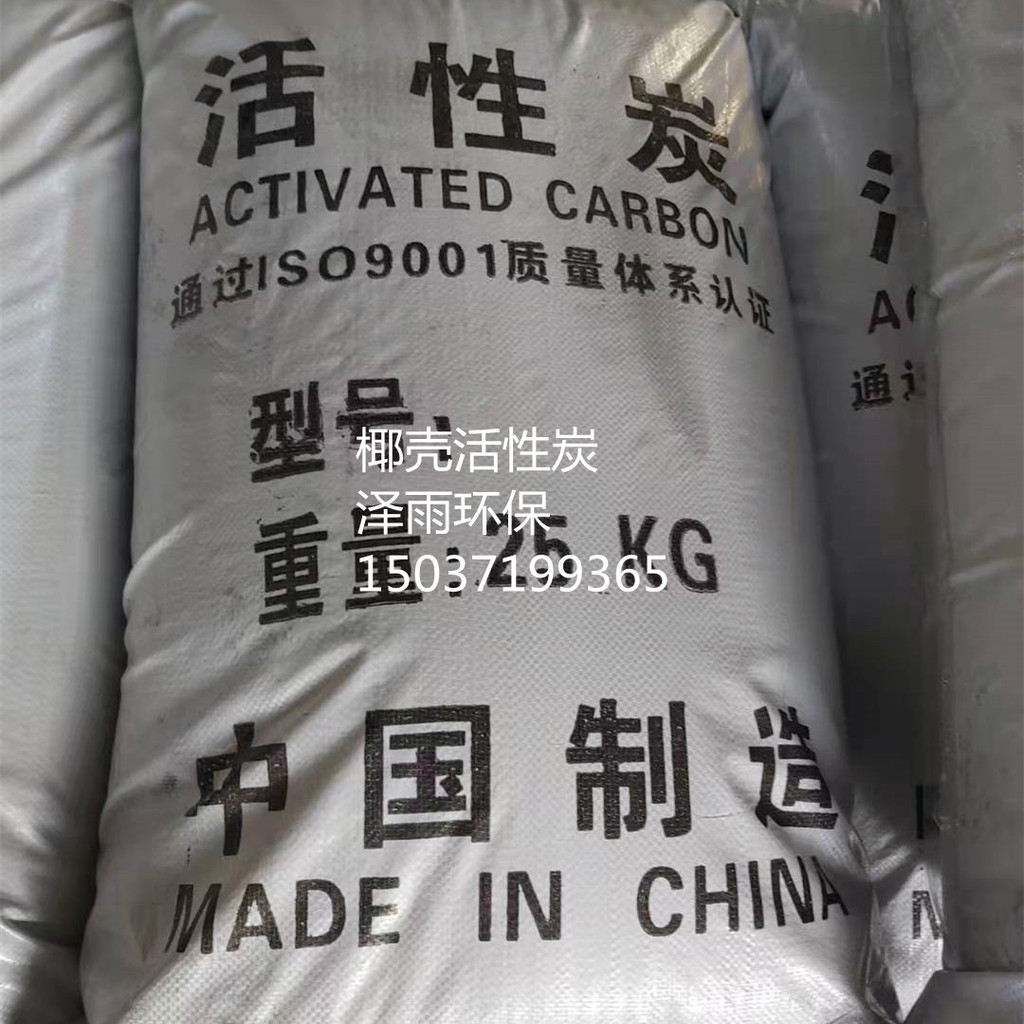 活性炭
ACTIVATED CARBON
通过ISO9001质量体系认证
型号:
椰壳活性炭
泽雨环保
重量:25 KG
15037199365
中国制造
MADE IN CHINA
AC
通过